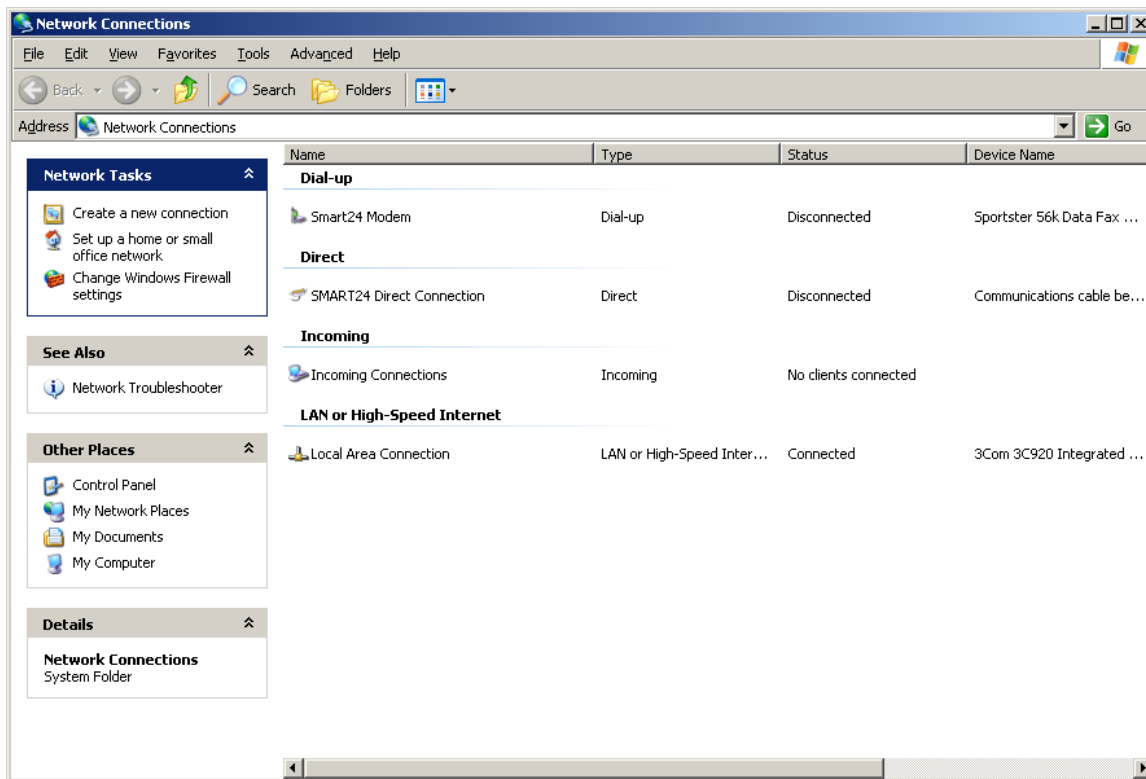 Network Connections
File Edit View Favorites Tools Advanced Help
Back Search Folders
Address Network Connections Go
Network Tasks
Create a new connection
Set up a home or small
office network
Change Windows Firewall
settings
See Also
Network Troubleshooter
Other Places
Control Panel
My Network Places
My Documents
My Computer
Details
Network Connections
System Folder
Name Type Status Device Name
Dial-up
Smart24 Modem Dial-up Disconnected Sportster 56k Data Fax ...
Direct
SMART24 Direct Connection Direct Disconnected Communications cable be...
Incoming
Incoming Connections Incoming No clients connected
LAN or High-Speed Internet
Local Area Connection LAN or High-Speed Inter... Connected 3Com 3C920 Integrated ...